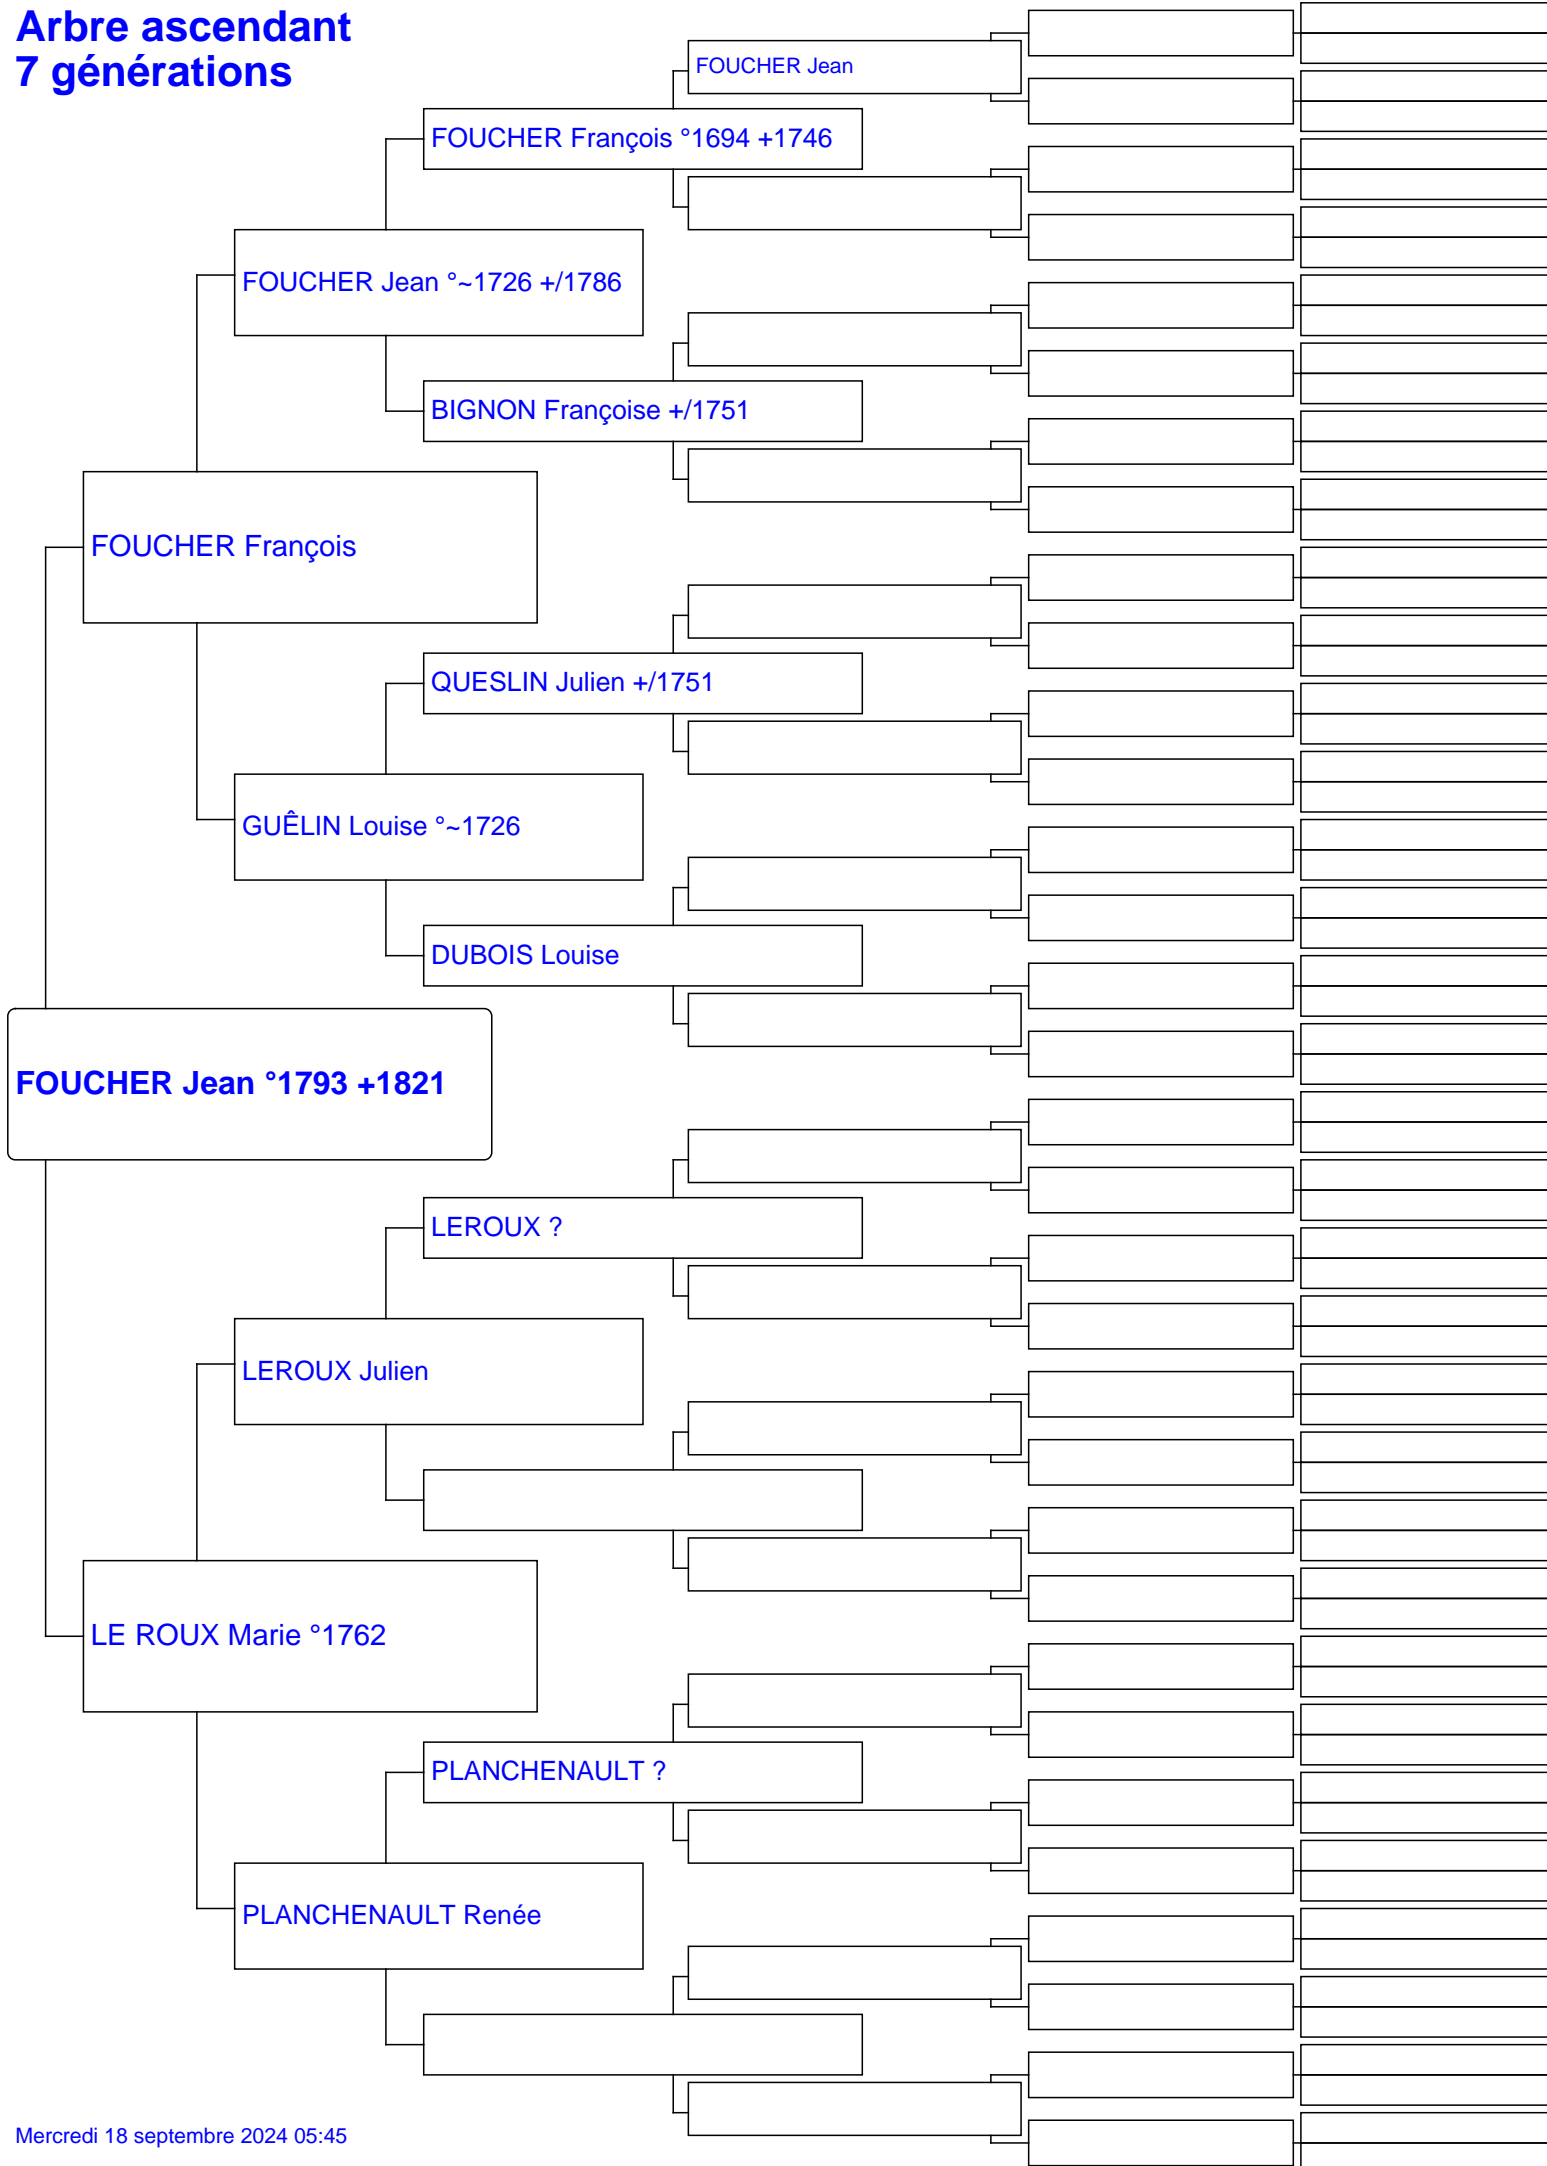 Arbre ascendant
7 générations
FOUCHER Jean
FOUCHER François °1694 +1746
FOUCHER Jean °~1726 +/1786
BIGNON Françoise +/1751
FOUCHER François
QUESLIN Julien +/1751
GUÊLIN Louise °~1726
DUBOIS Louise
FOUCHER Jean °1793 +1821
LEROUX ?
LEROUX Julien
LE ROUX Marie °1762
PLANCHENAULT ?
PLANCHENAULT Renée
Mercredi 18 septembre 2024 05:45